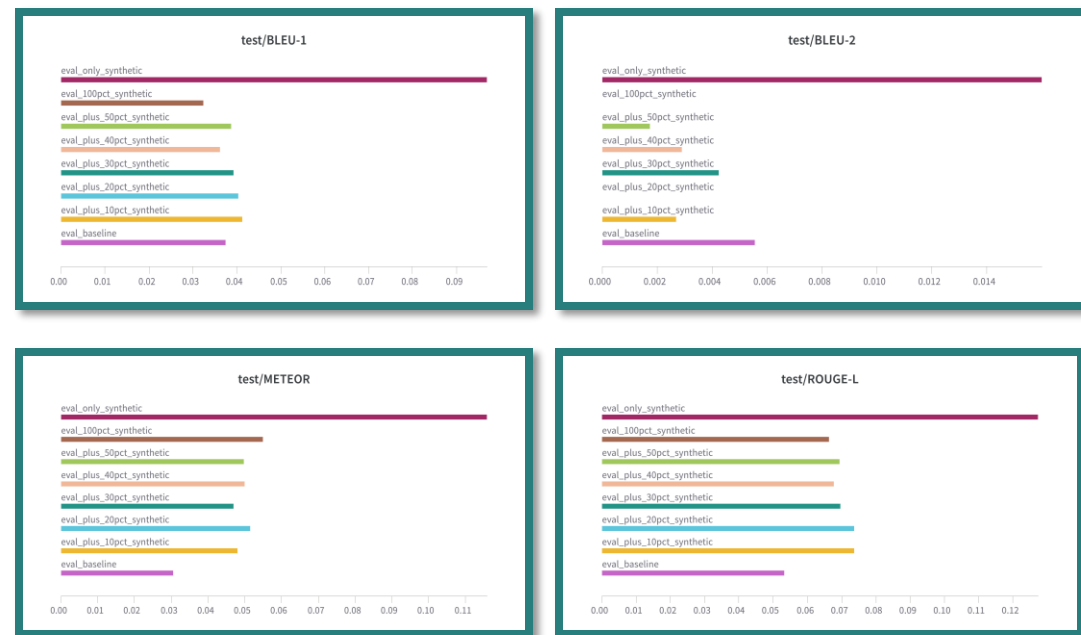 test/BLEU-1
eval_only_synthetic
eval_100pct_synthetic
eval_plus_50pct_synthetic
eval_plus_40pct_synthetic
eval_plus_30pct_synthetic
eval_plus_20pct_synthetic
eval_plus_10pct_synthetic
eval_baseline
0.00 0.01 0.02 0.03 0.04 0.05 0.06 0.07 0.08 0.09
test/BLEU-2
eval_only_synthetic
eval_100pct_synthetic
eval_plus_50pct_synthetic
eval_plus_40pct_synthetic
eval_plus_30pct_synthetic
eval_plus_20pct_synthetic
eval_plus_10pct_synthetic
eval_baseline
0.000 0.002 0.004 0.006 0.008 0.010 0.012 0.014
test/METEOR
eval_only_synthetic
eval_100pct_synthetic
eval_plus_50pct_synthetic
eval_plus_40pct_synthetic
eval_plus_30pct_synthetic
eval_plus_20pct_synthetic
eval_plus_10pct_synthetic
eval_baseline
0.00 0.01 0.02 0.03 0.04 0.05 0.06 0.07 0.08 0.09 0.10 0.11
test/ROUGE-L
eval_only_synthetic
eval_100pct_synthetic
eval_plus_50pct_synthetic
eval_plus_40pct_synthetic
eval_plus_30pct_synthetic
eval_plus_20pct_synthetic
eval_plus_10pct_synthetic
eval_baseline
0.00 0.01 0.02 0.03 0.04 0.05 0.06 0.07 0.08 0.09 0.10 0.11 0.12